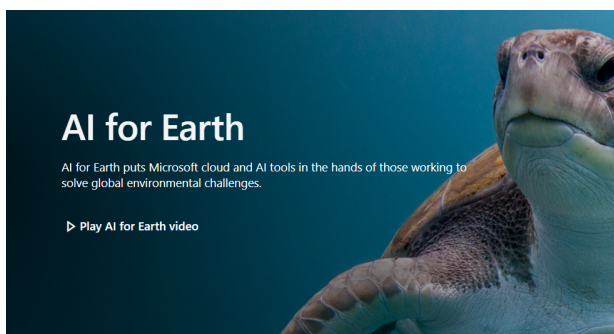 AI for Earth
AI for Earth puts Microsoft cloud and AI tools in the hands of those working to
solve global environmental challenges.
Play AI for Earth video